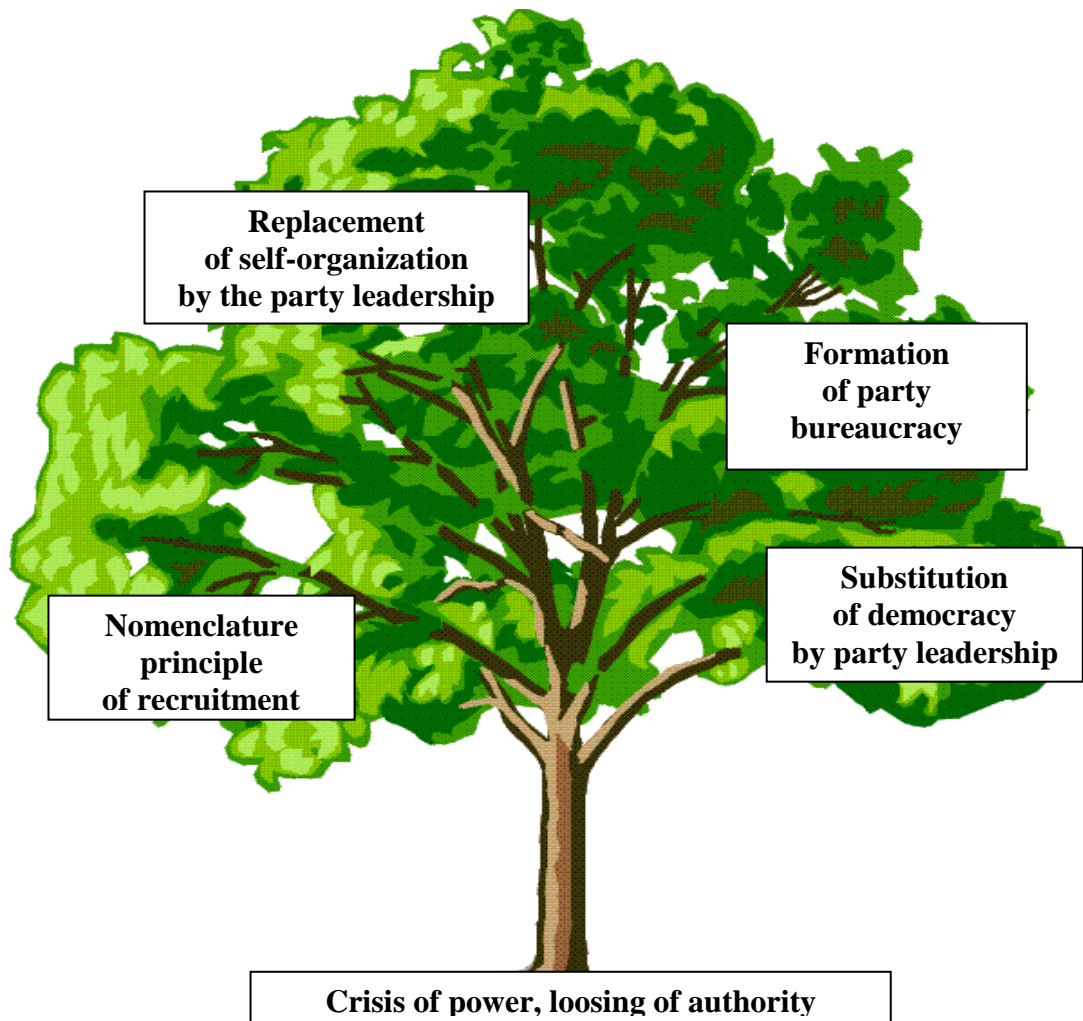 Replacement
of self-organization
by the party leadership
Formation
of party
bureaucracy
Substitution
of democracy
by party leadership
Nomenclature
principle
of recruitment
Crisis of power, loosing of authority